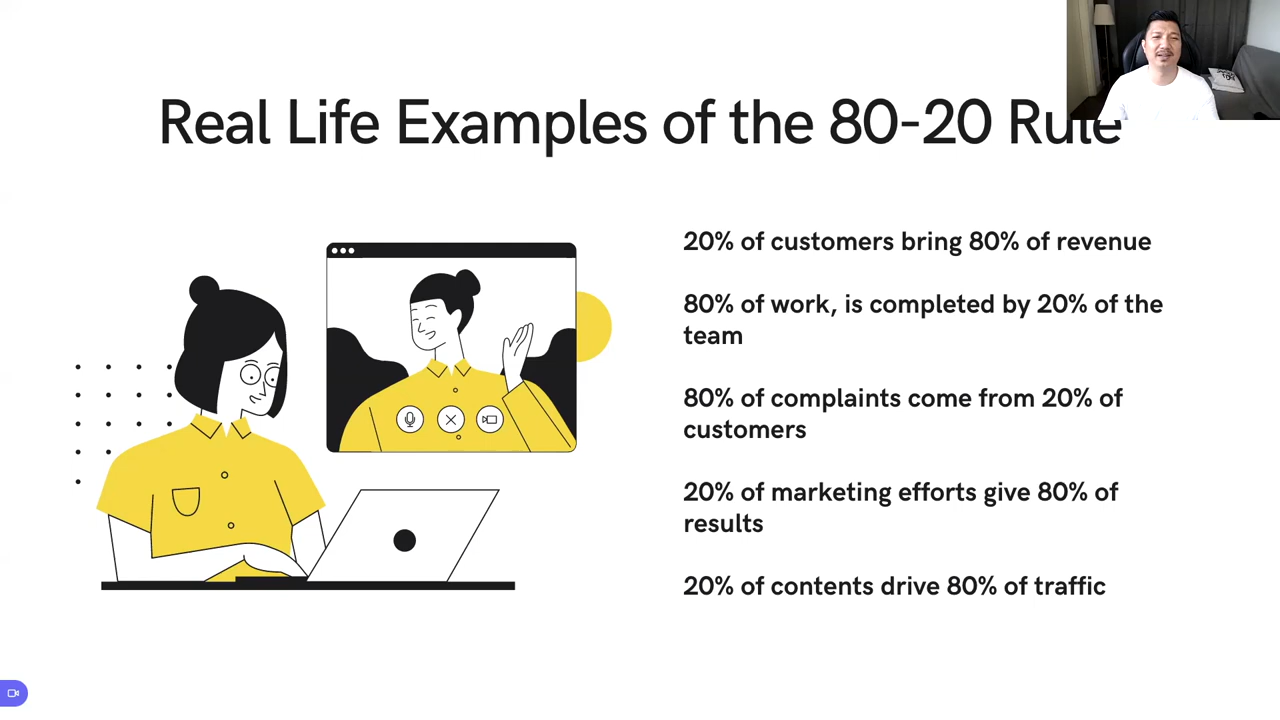 Real Life Examples of the 80-20 Rule
20% of customers bring 80% of revenue
80% of work, is completed by 20% of the
team
80% of complaints come from 20% of
customers
20% of marketing efforts give 80% of
results
20% of contents drive 80% of traffic